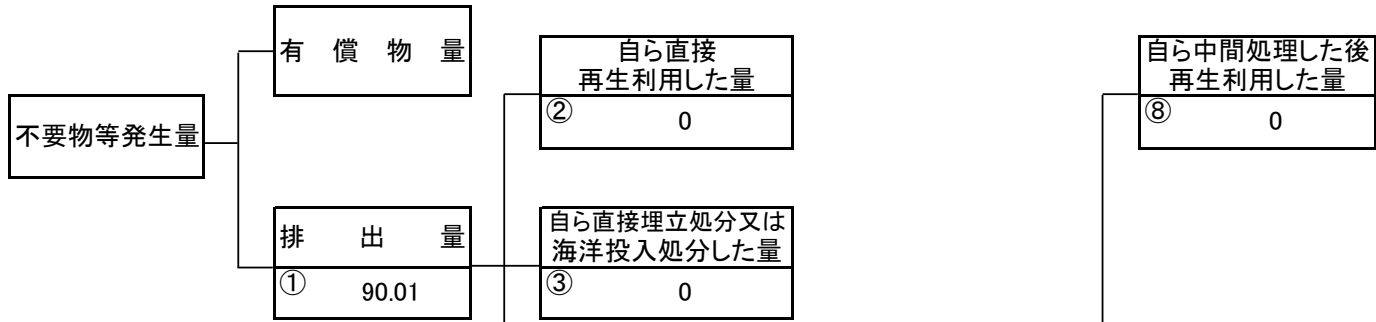 有償物量
自ら直接
再生利用した量
②
0
自ら中間処理した後
再生利用した量
⑧
0
不要物等発生量
排出量
①
90.01
自ら直接埋立処分又は
海洋投入処分した量
③
0